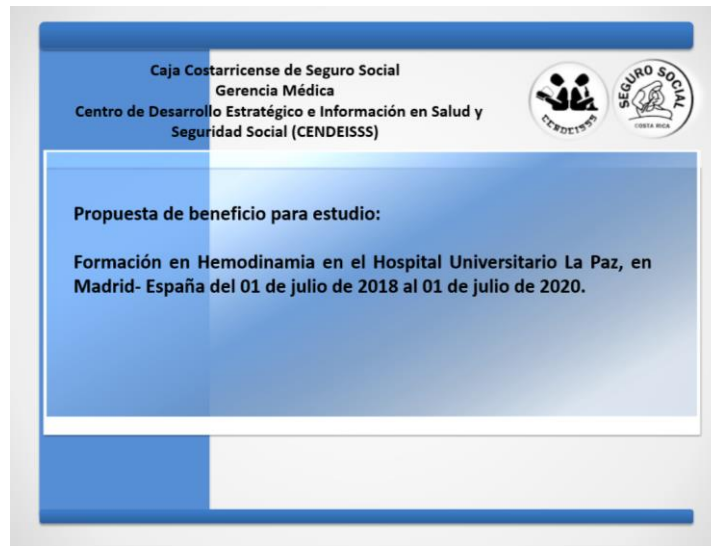 Caja Costarricense de Seguro Social
Gerencia Médica
Centro de Desarrollo Estratégico e Información en Salud y
Seguridad Social (CENDEISSS)
CENDEISSS
SEGURO SOCIAL
COSTA RICA
Propuesta de beneficio para estudio:
Formación en Hemodinamia en el Hospital Universitario La Paz, en
Madrid- España del 01 de julio de 2018 al 01 de julio de 2020.